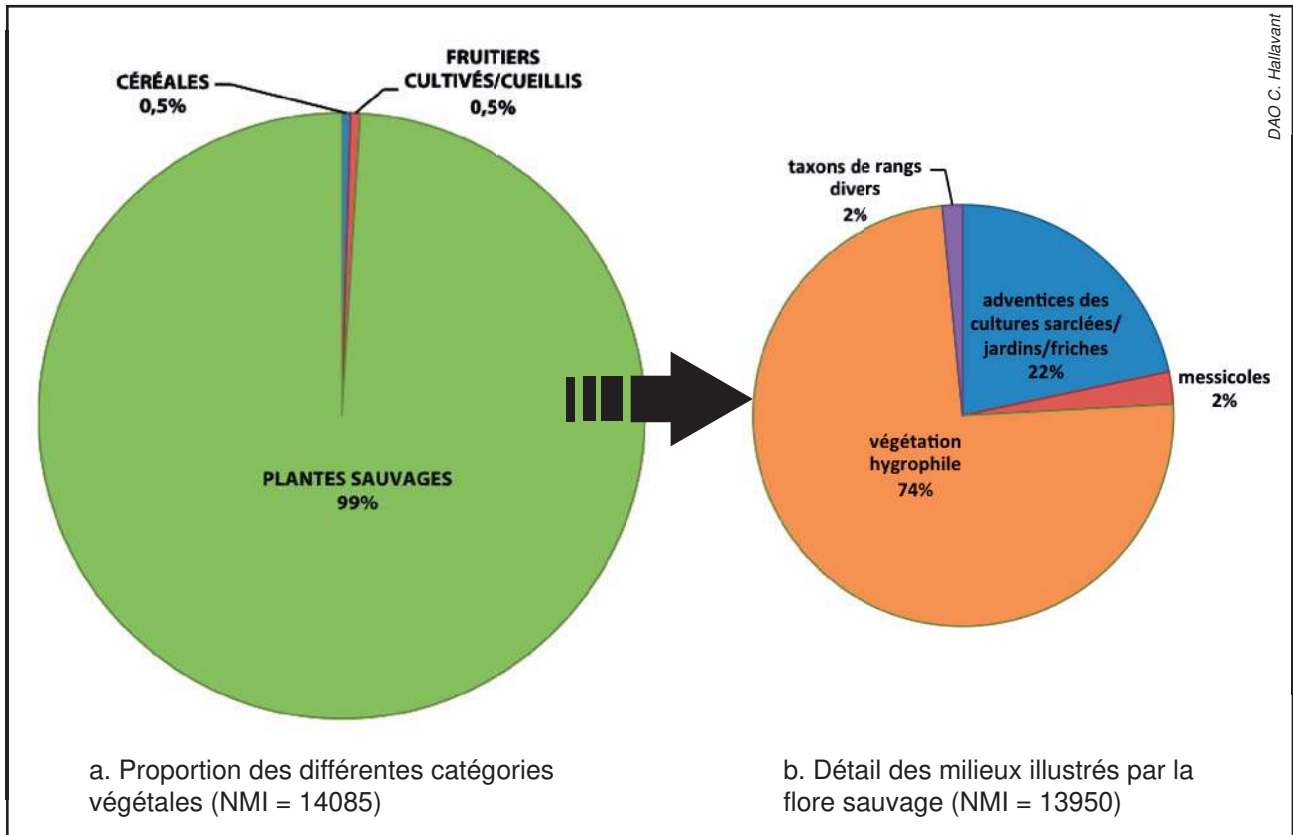 DAO C. Hallavant
CÉRÉALES
0,5%
FRUITIERS
CULTIVÉS/CUEILLIS
0,5%
PLANTES SAUVAGES
99%
taxons de rangs
divers
2%
adventices des
cultures sarclées/
jardins/friches
22%
messicoles
2%
végétation
hygrophile
74%
a. Proportion des différentes catégories
végétales (NMI = 14085)
b. Détail des milieux illustrés par la
flore sauvage (NMI = 13950)